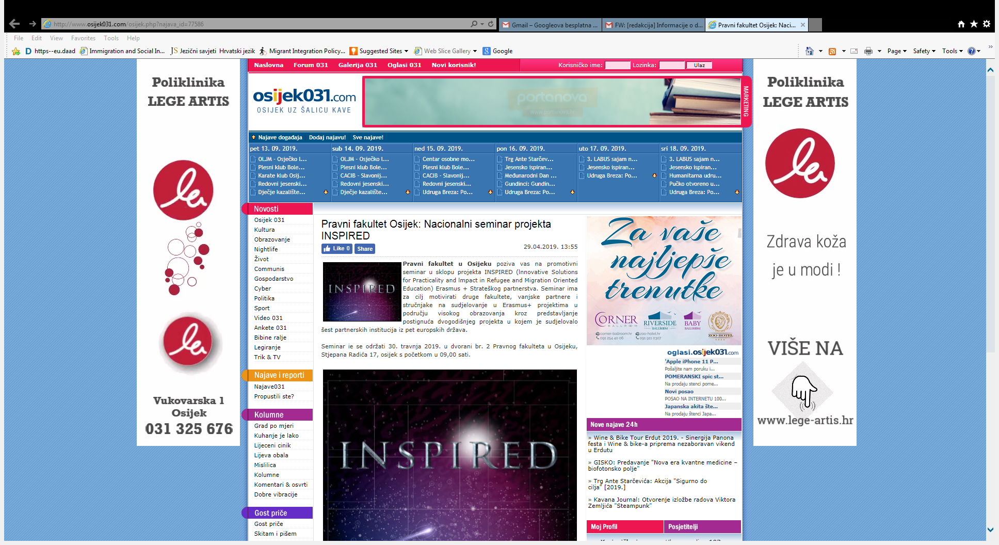 http://www.osijek031.com/osijek.php?najava_id=77586
Gmail – Googleova besplatna ...
FW: [redakcija] Informacije o d...
Pravni fakultet Osijek: Naci...
File Edit View Favorites Tools Help
https--eu.daad
Immigration and Social In...
JS Jezični savjeti
Hrvatski jezik
Migrant Integration Policy...
Suggested Sites
Web Slice Gallery
Google
Page Safety Tools
Poliklinika
LEGE ARTIS
Vukovarska 1
Osijek
031 325 676
Naslovna Forum 031 Galerija 031 Oglasi 031 Novi korisnik!
Korisničko ime: Lozinka: Ulaz
osijek031.com
OSIJEK UZ ŠALICU KAVE
portanova
www.portanova.hr
MARKETING
Najave događaja Dodaj najavu! Sve najave!
pet 13. 09. 2019.
OLJM - Osječko l...
Plesni klub Bole...
Karate klub Osij...
Redovni jesenski...
Dječje kazalište...
sub 14. 09. 2019.
OLJM - Osječko l...
Plesni klub Bole...
CACIB - Slavonij...
Redovni jesenski...
Dječje kazalište...
ned 15. 09. 2019.
Centar osobne mo...
Plesni klub Bole...
CACIB - Slavonij...
Redovni jesenski...
Udruga Breza: Po...
pon 16. 09. 2019.
Trg Ante Starčev...
Jesensko ispiran...
Međunarodni Dan ...
Gundinci: Gundin...
Udruga Breza: Po...
uto 17. 09. 2019.
3. LABUS sajam n...
Jesensko ispiran...
Udruga Breza: Po...
sri 18. 09. 2019.
3. LABUS sajam n...
Jesensko ispiran...
Humanitarna udru...
Pučko otvoreno u...
Udruga Breza: Po...
Novosti
Osijek 031
Kultura
Obrazovanje
Nightlife
Život
Communis
Gospodarstvo
Cyber
Politika
Sport
Video 031
Ankete 031
Bibine ralje
Legiranje
Trik & TV
Najave i reporti
Najave031
Propustili ste?
Kolumne
Grad po mjeri
Kuhanje je lako
Lijeceni cinik
Lijeva obala
Mislilica
Kolumne
Komentari & osvrti
Dobre vibracije
Gost priče
Gost priče
Skitam i pišem
Pravni fakultet Osijek: Nacionalni seminar projekta
INSPIRED
Like 0 Share
29.04.2019. 13:55
INSPIRED
Pravni fakultet u Osijeku poziva vas na promotivni
seminar u sklopu projekta INSPIRED (Innovative Solutions
for Practicality and Impact in Refugee and Migration Oriented
Education) Erasmus + Strateškog partnerstva. Seminar ima
za cilj motivirati druge fakultete, vanjske partnere i
stručnjake na sudjelovanje u Erasmus+ projektima u
području visokog obrazovanja kroz predstavljanje
postignuća dvogodišnjeg projekta u kojem je sudjelovalo
šest partnerskih institucija iz pet europskih država.
Seminar ie se održati 30. travnja 2019. u dvorani br. 2 Pravnog fakulteta u Osijeku,
Stjepana Radića 17, osijek s početkom u 09,00 sati.
INSPIRED
Za vaše
najljepše
trenutke
CORNER
BALLROOM
RIVERSIDE
BALLROOM
BABY
BALLROOM
ZOO HOTEL
corner-ballroom.hr
091 254 40 06
zoo-hotel.hr
091 911 0307
oglasi.osijek031.com
'Apple iPhone 11 P...
Pošaljite nam poruku i...
POMERANSKI spic st...
Na prodaju stenci pome...
Novi posao
POSAO NA INTERNETU 100...
Japanska akita šte...
Na prodaju štenci Japa...
Nove najave 24h
» Wine & Bike Tour Erdut 2019. - Sinergija Panona
festa i Wine & bike-a priprema nezaboravan vikend
u Erdutu
» GISKO: Predavanje "Nova era kvantne medicine –
biofotonsko polje"
» Trg Ante Starčevića: Akcija "Sigurno do
cilja" [2019.]
» Kavana Journal: Otvorenje izložbe radova Viktora
Zemljića "Steampunk"
Moj Profil
Posjetitelji
Poliklinika
LEGE ARTIS
Zdrava koža
je u modi !
VIŠE NA
www.lege-artis.hr